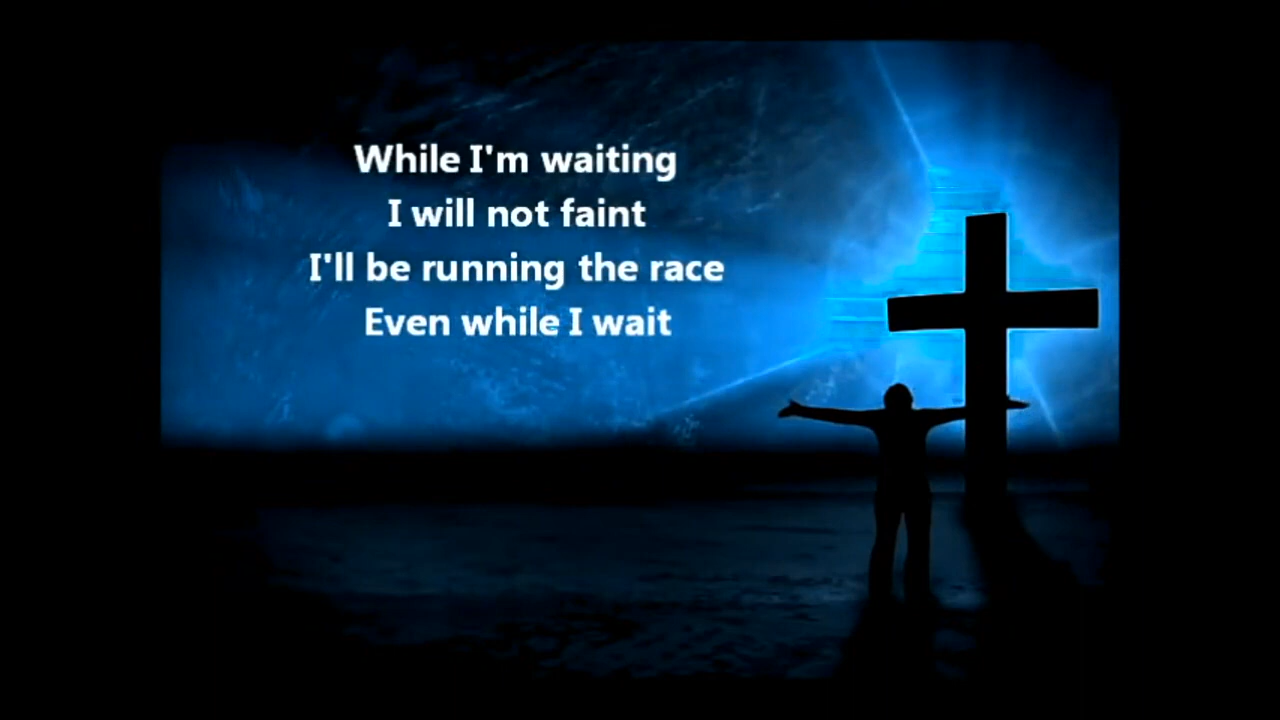 While I'm waiting
I will not faint
I'll be running the race
Even while I wait